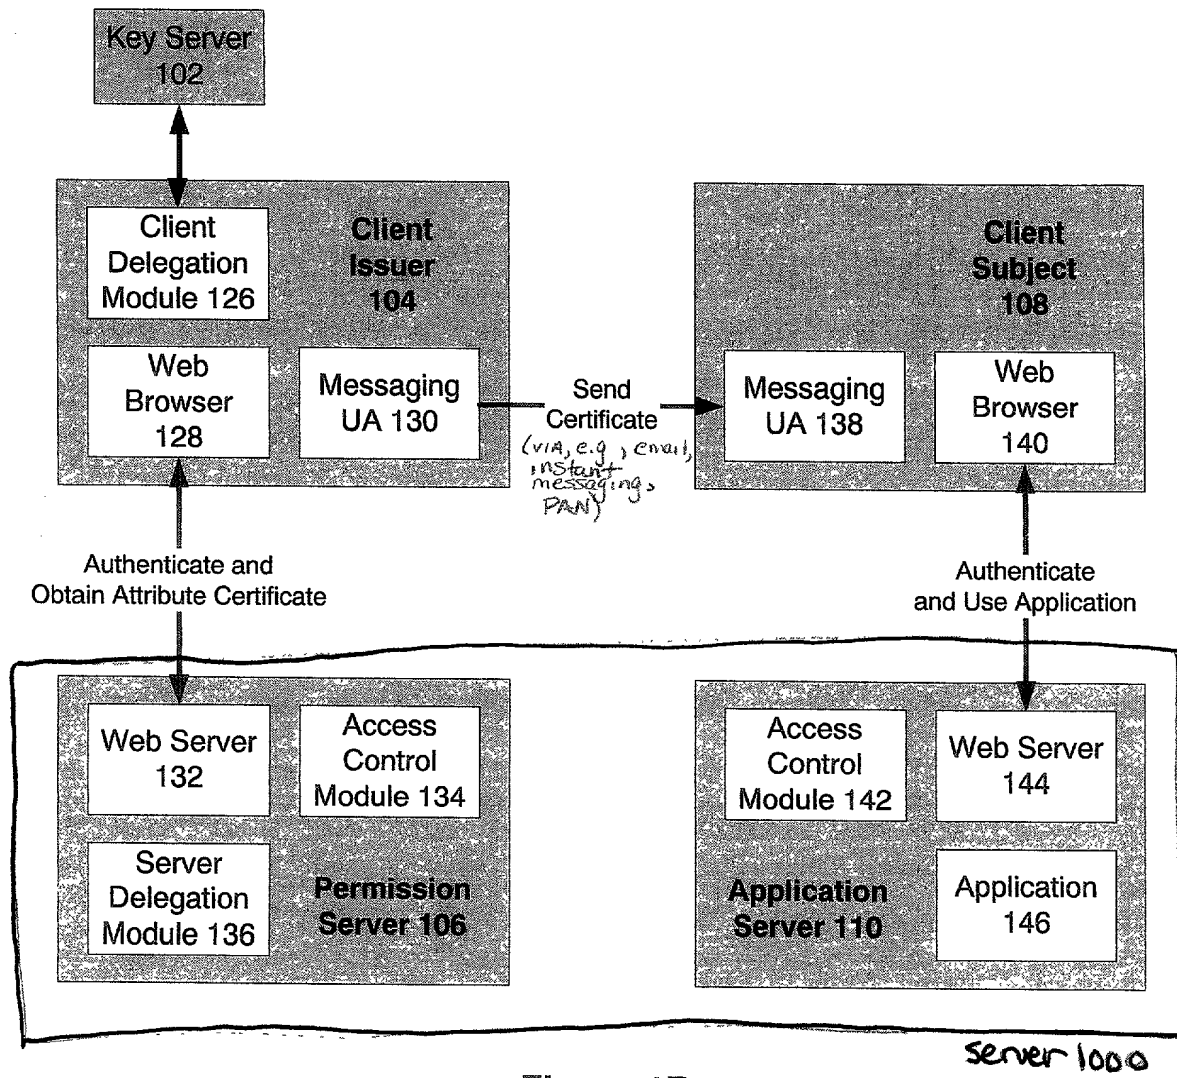 Key Server
102
Client
Delegation
Module 126
Client
Issuer
104
Web
Browser
128
Messaging
UA 130
Send
Certificate
(VIA, e.g, email,
instant
messaging,
PAN)
Client
Subject
108
Messaging
UA 138
Web
Browser
140
Authenticate and
Obtain Attribute Certificate
Authenticate
and Use Application
Web Server
132
Access
Control
Module 134
Server
Delegation
Module 136
Permission
Server 106
Access
Control
Module 142
Web Server
144
Application
Server 110
Application
146
server 1000